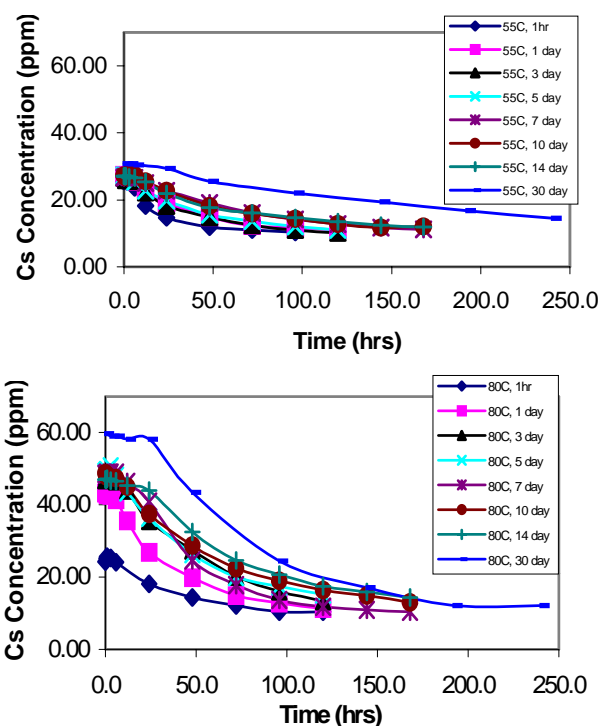 Cs Concentration (ppm)
60.00
40.00
20.00
0.00
0.0
50.0
100.0
150.0
200.0
250.0
Time (hrs)
55C, 1hr
55C, 1 day
55C, 3 day
55C, 5 day
55C, 7 day
55C, 10 day
55C, 14 day
55C, 30 day
Cs Concentration (ppm)
60.00
40.00
20.00
0.00
0.0
50.0
100.0
150.0
200.0
250.0
Time (hrs)
80C, 1hr
80C, 1 day
80C, 3 day
80C, 5 day
80C, 7 day
80C, 10 day
80C, 14 day
80C, 30 day